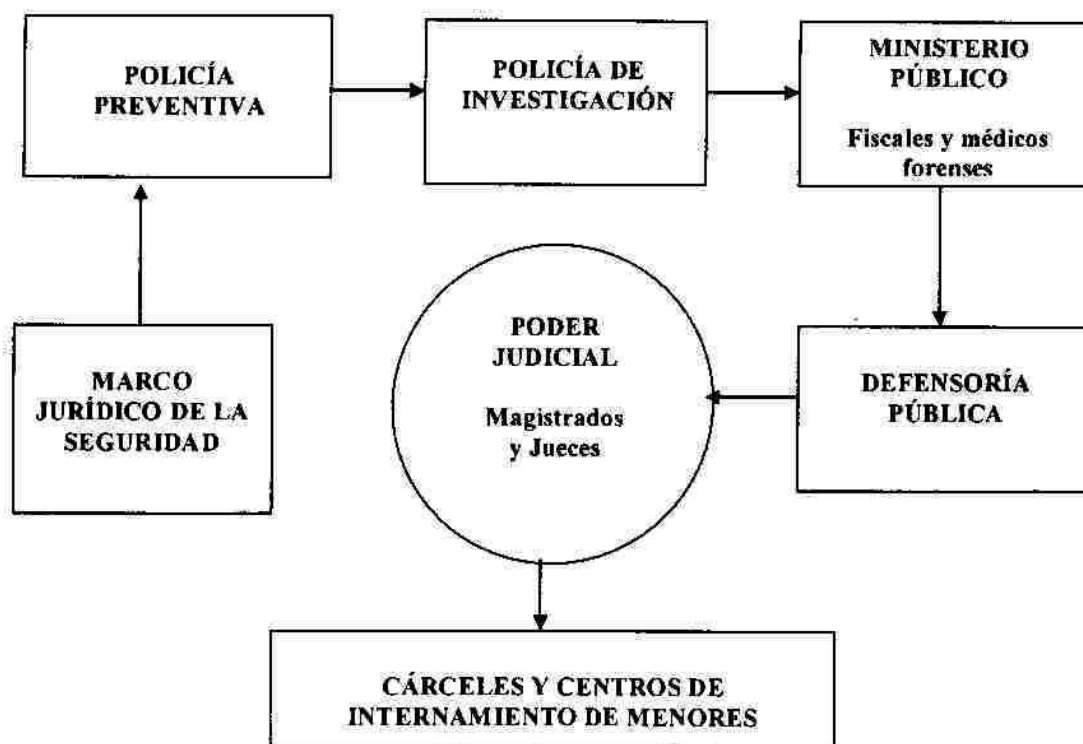 POLICÍA
PREVENTIVA
POLICÍA DE
INVESTIGACIÓN
MINISTERIO
PÚBLICO
Fiscales y médicos
forenses
MARCO
JURÍDICO DE LA
SEGURIDAD
PODER
JUDICIAL
Magistrados
y Jueces
DEFENSORÍA
PÚBLICA
CÁRCELES Y CENTROS DE
INTERNAMIENTO DE MENORES